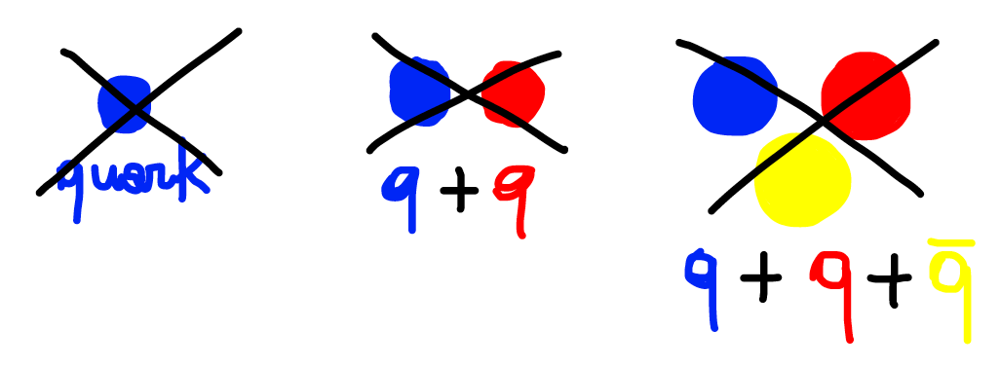 quark
q + q
q + q + q̅